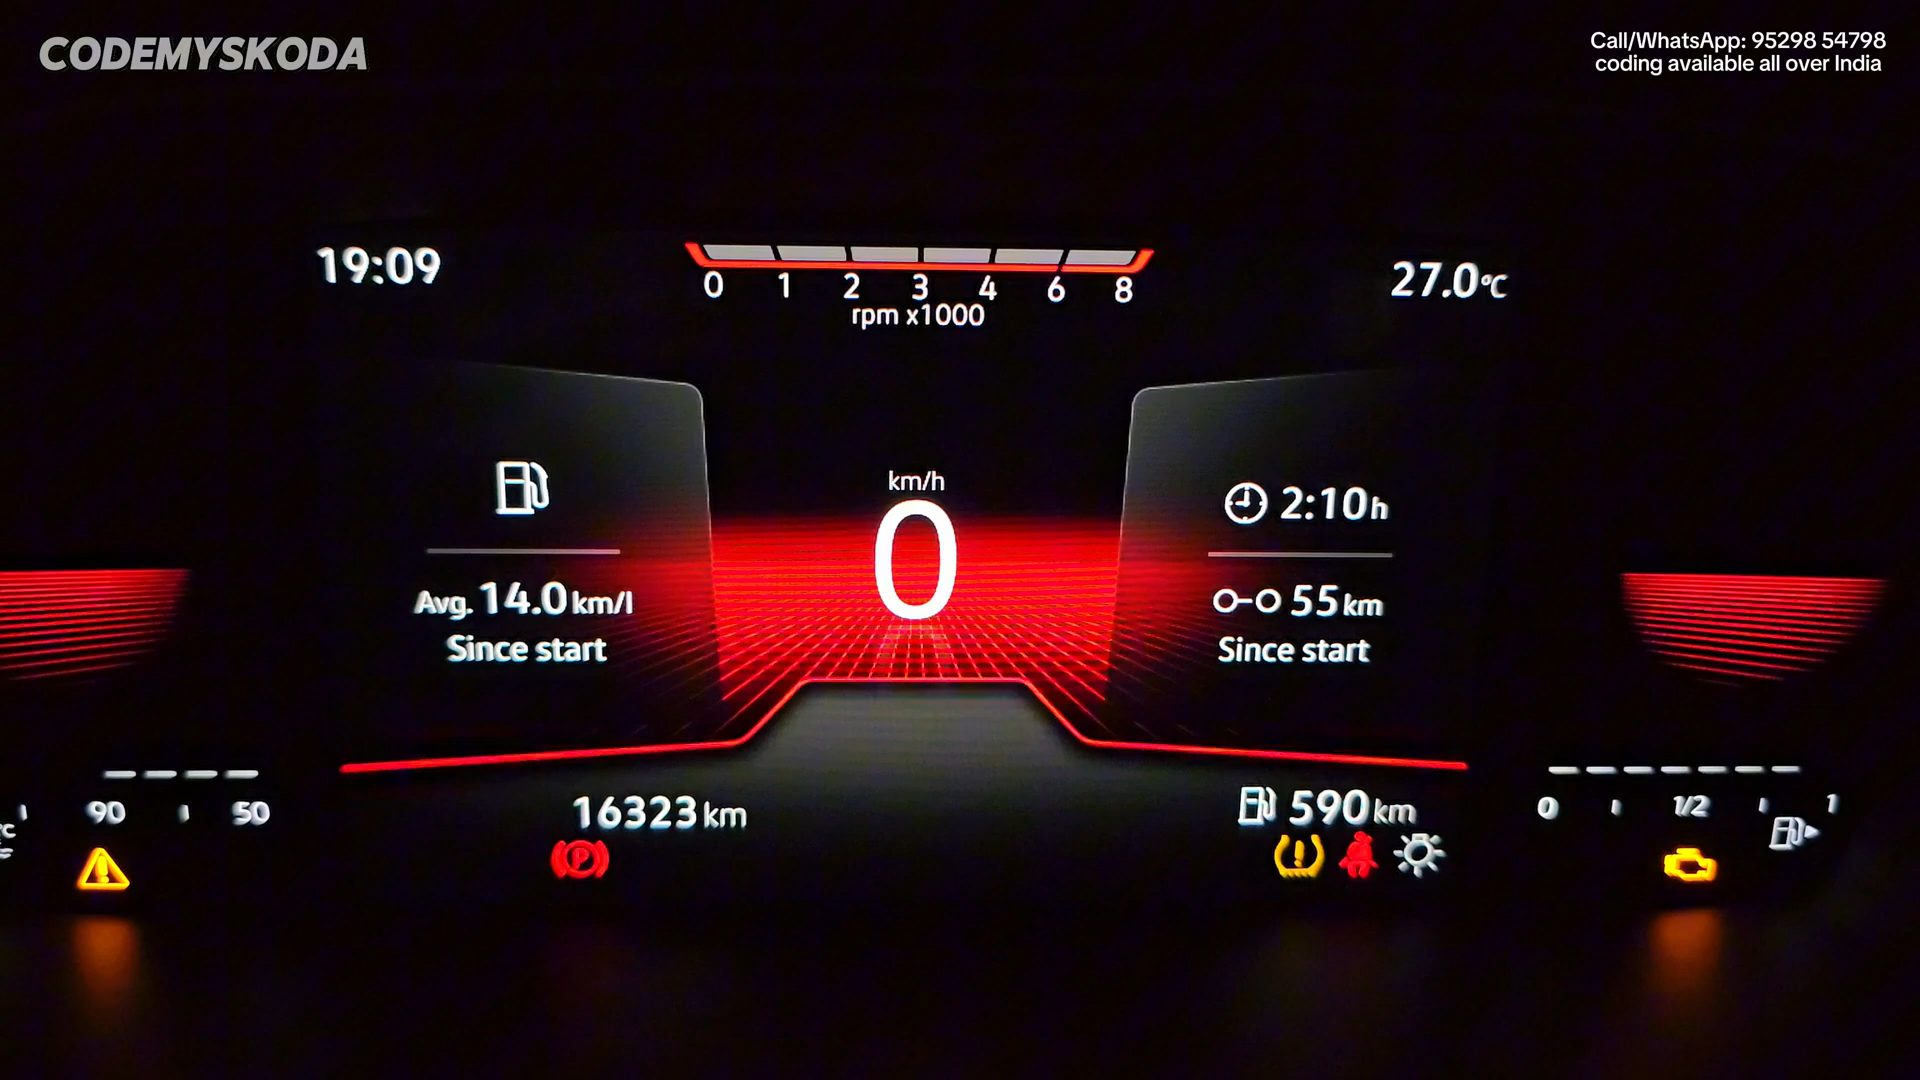 CODEMYSKODA
Call/WhatsApp: 95298 54798
coding available all over India
19:09
0 1 2 3 4 6 8
rpm x1000
27.0°C
km/h
0
Avg. 14.0 km/l
Since start
2:10 h
55 km
Since start
90 50
16323 km
590 km
0 1/2 1
P